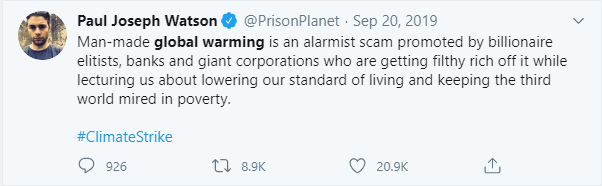 Paul Joseph Watson @PrisonPlanet · Sep 20, 2019
Man-made global warming is an alarmist scam promoted by billionaire
elitists, banks and giant corporations who are getting filthy rich off it while
lecturing us about lowering our standard of living and keeping the third
world mired in poverty.
#ClimateStrike
926 8.9K 20.9K